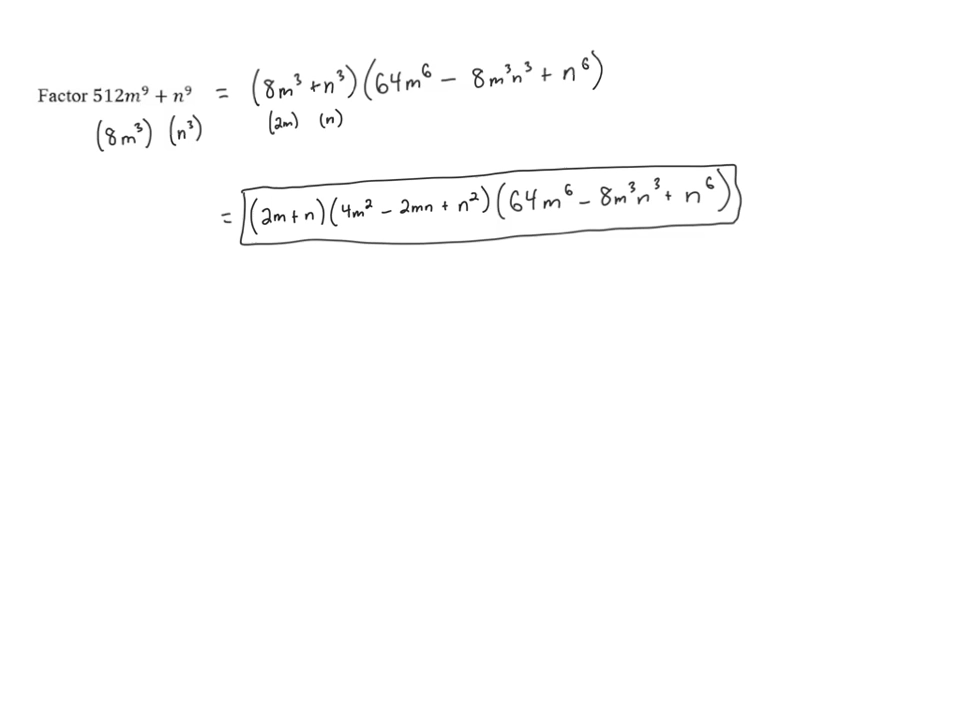 Factor 512m⁹ + n⁹ = (8m³ + n³)(64m⁶ − 8m³n³ + n⁶)
(8m³) (n³) (2m) (n)
= (2m + n)(4m² − 2mn + n²)(64m⁶ − 8m³n³ + n⁶)